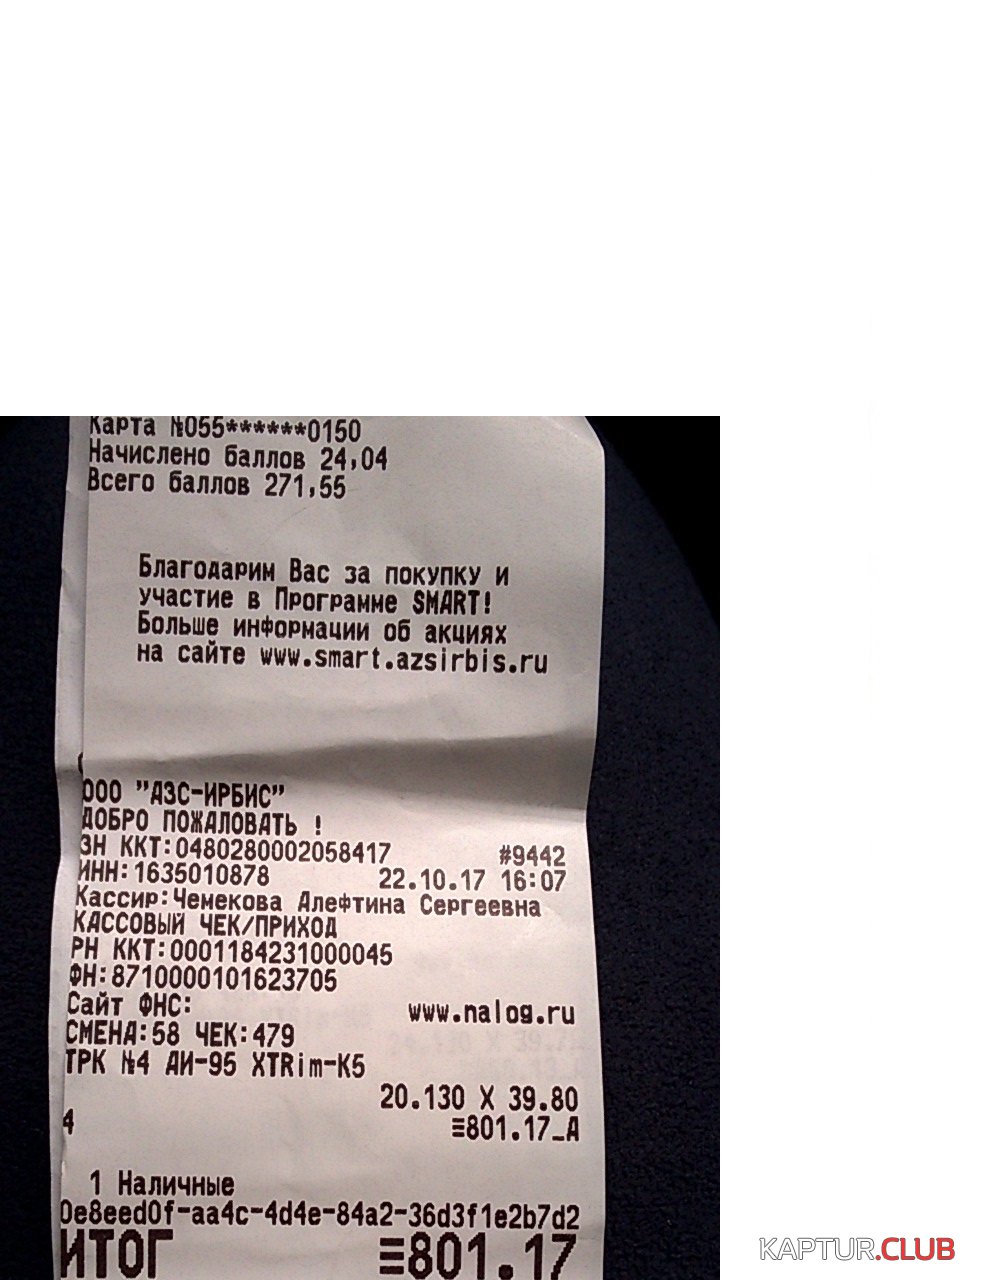 Карта №055******0150
Начислено баллов 24,04
Всего баллов 271,55
Благодарим Вас за покупку и
участие в Программе SMART!
Больше информации об акциях
на сайте www.smart.azsirbis.ru
ООО "АЗС-ИРБИС"
ДОБРО ПОЖАЛОВАТЬ !
ЗН ККТ:0480280002058417 #9442
ИНН:1635010878 22.10.17 16:07
Кассир:Чемекова Алефтина Сергеевна
КАССОВЫЙ ЧЕК/ПРИХОД
РН ККТ:0001184231000045
ФН:8710000101623705
Сайт ФНС: www.nalog.ru
СМЕНА:58 ЧЕК:479
ТРК №4 АИ-95 XTRim-K5
20.130 X 39.80
4 ≡801.17_А
1 Наличные
0e8eed0f-aa4c-4d4e-84a2-36d3f1e2b7d2
ИТОГ ≡801.17
KAPTUR.CLUB